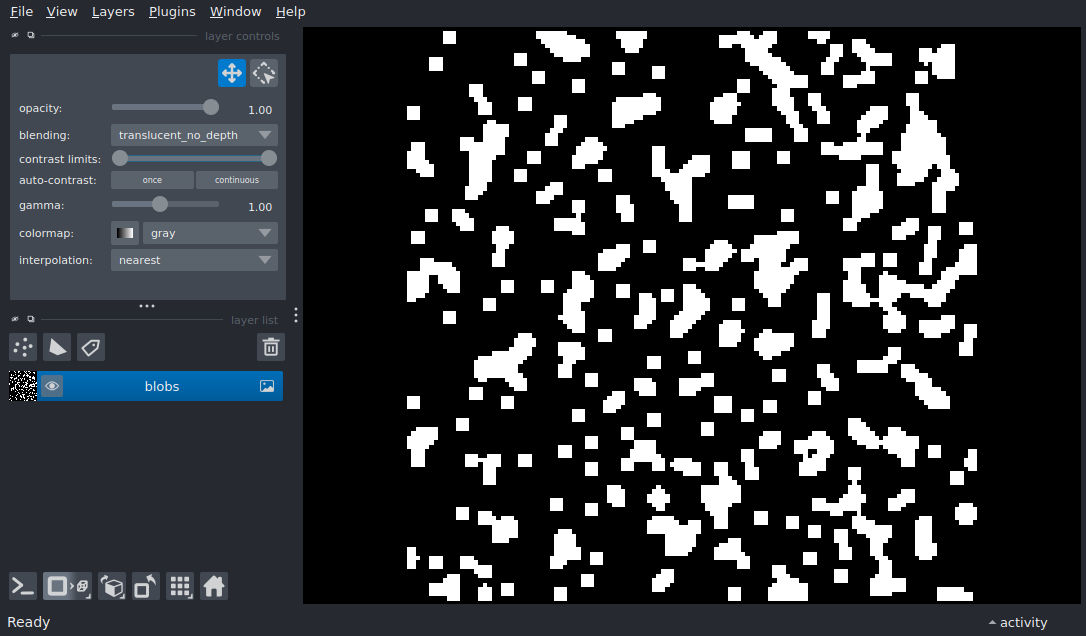 File View Layers Plugins Window Help
layer controls
opacity: 1.00
blending: translucent_no_depth
contrast limits:
auto-contrast: once continuous
gamma: 1.00
colormap: gray
interpolation: nearest
layer list
blobs
Ready activity